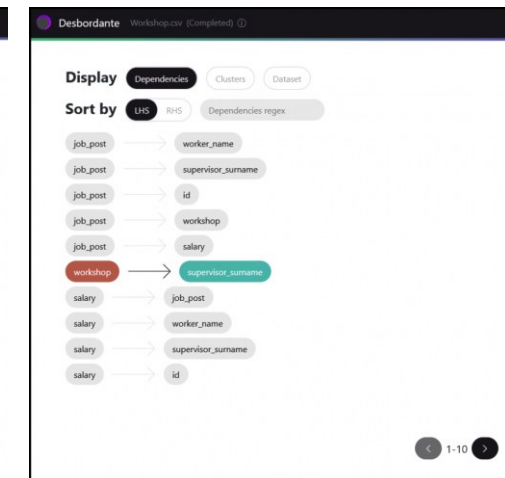 Desbordante Workshop.csv (Completed)
Display Dependencies Clusters Dataset
Sort by LHS RHS Dependencies regex
job_post worker_name
job_post supervisor_surname
job_post id
job_post workshop
job_post salary
workshop supervisor_surname
salary job_post
salary worker_name
salary supervisor_surname
salary id
1-10